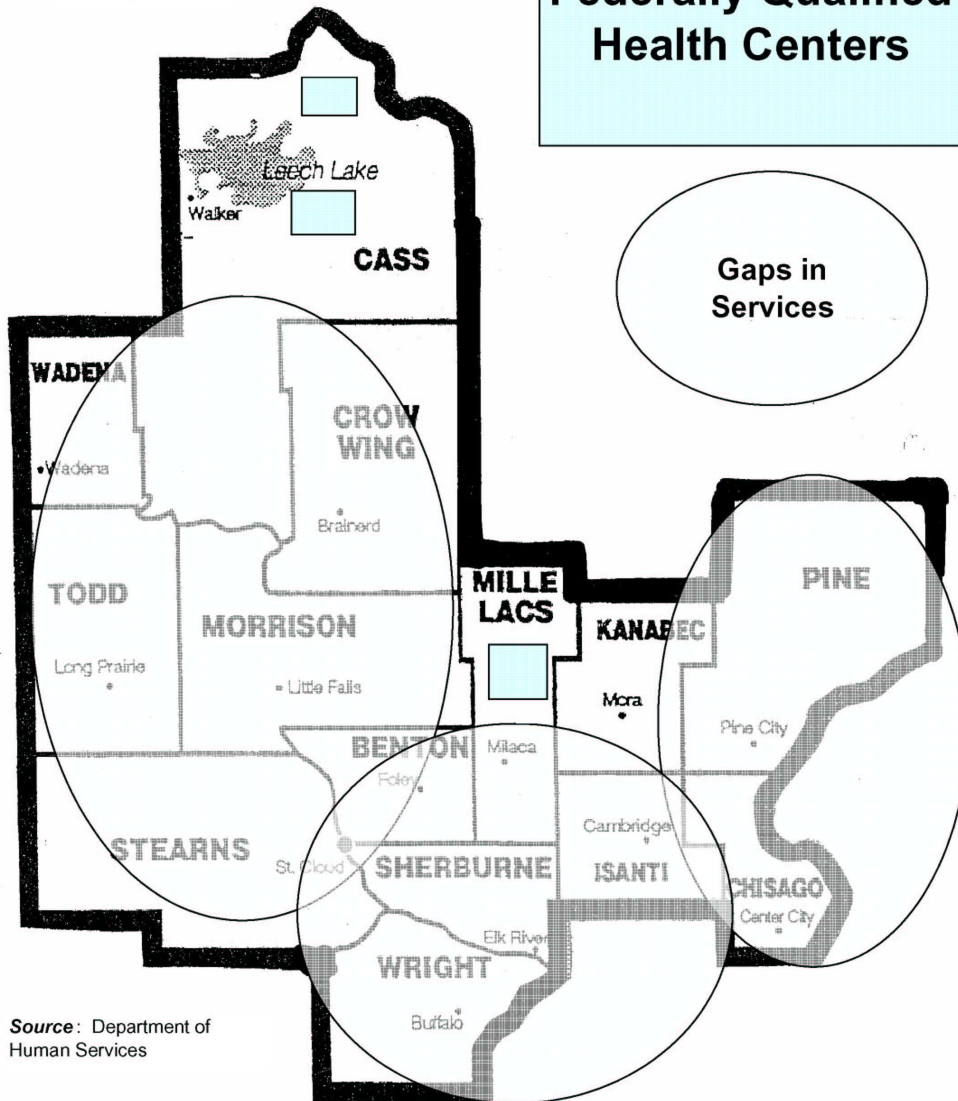 Federally Qualified
Health Centers
Leech Lake
Walker
CASS
Gaps in
Services
WADENA
CROW
WING
Wadena
Brainerd
MILLE
LACS
PINE
TODD
MORRISON
KANABEC
Long Prairie
Little Falls
Mora
Pine City
BENTON
Milaca
Foley
Cambridge
STEARNS
St. Cloud
SHERBURNE
ISANTI
CHISAGO
Center City
Elk River
WRIGHT
Buffalo
Source: Department of
Human Services